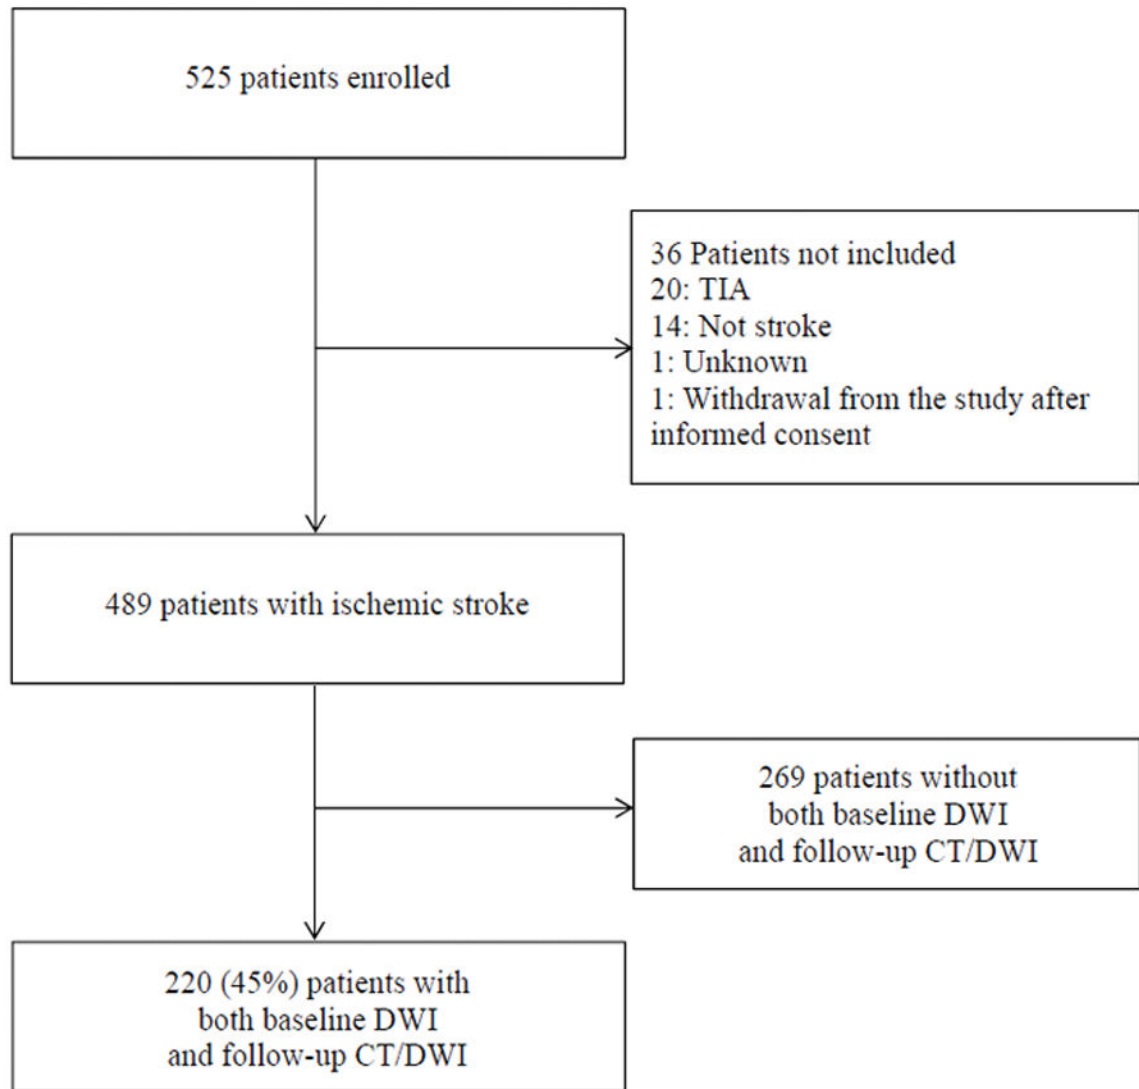 525 patients enrolled
36 Patients not included
20: TIA
14: Not stroke
1: Unknown
1: Withdrawal from the study after
informed consent
489 patients with ischemic stroke
269 patients without
both baseline DWI
and follow-up CT/DWI
220 (45%) patients with
both baseline DWI
and follow-up CT/DWI